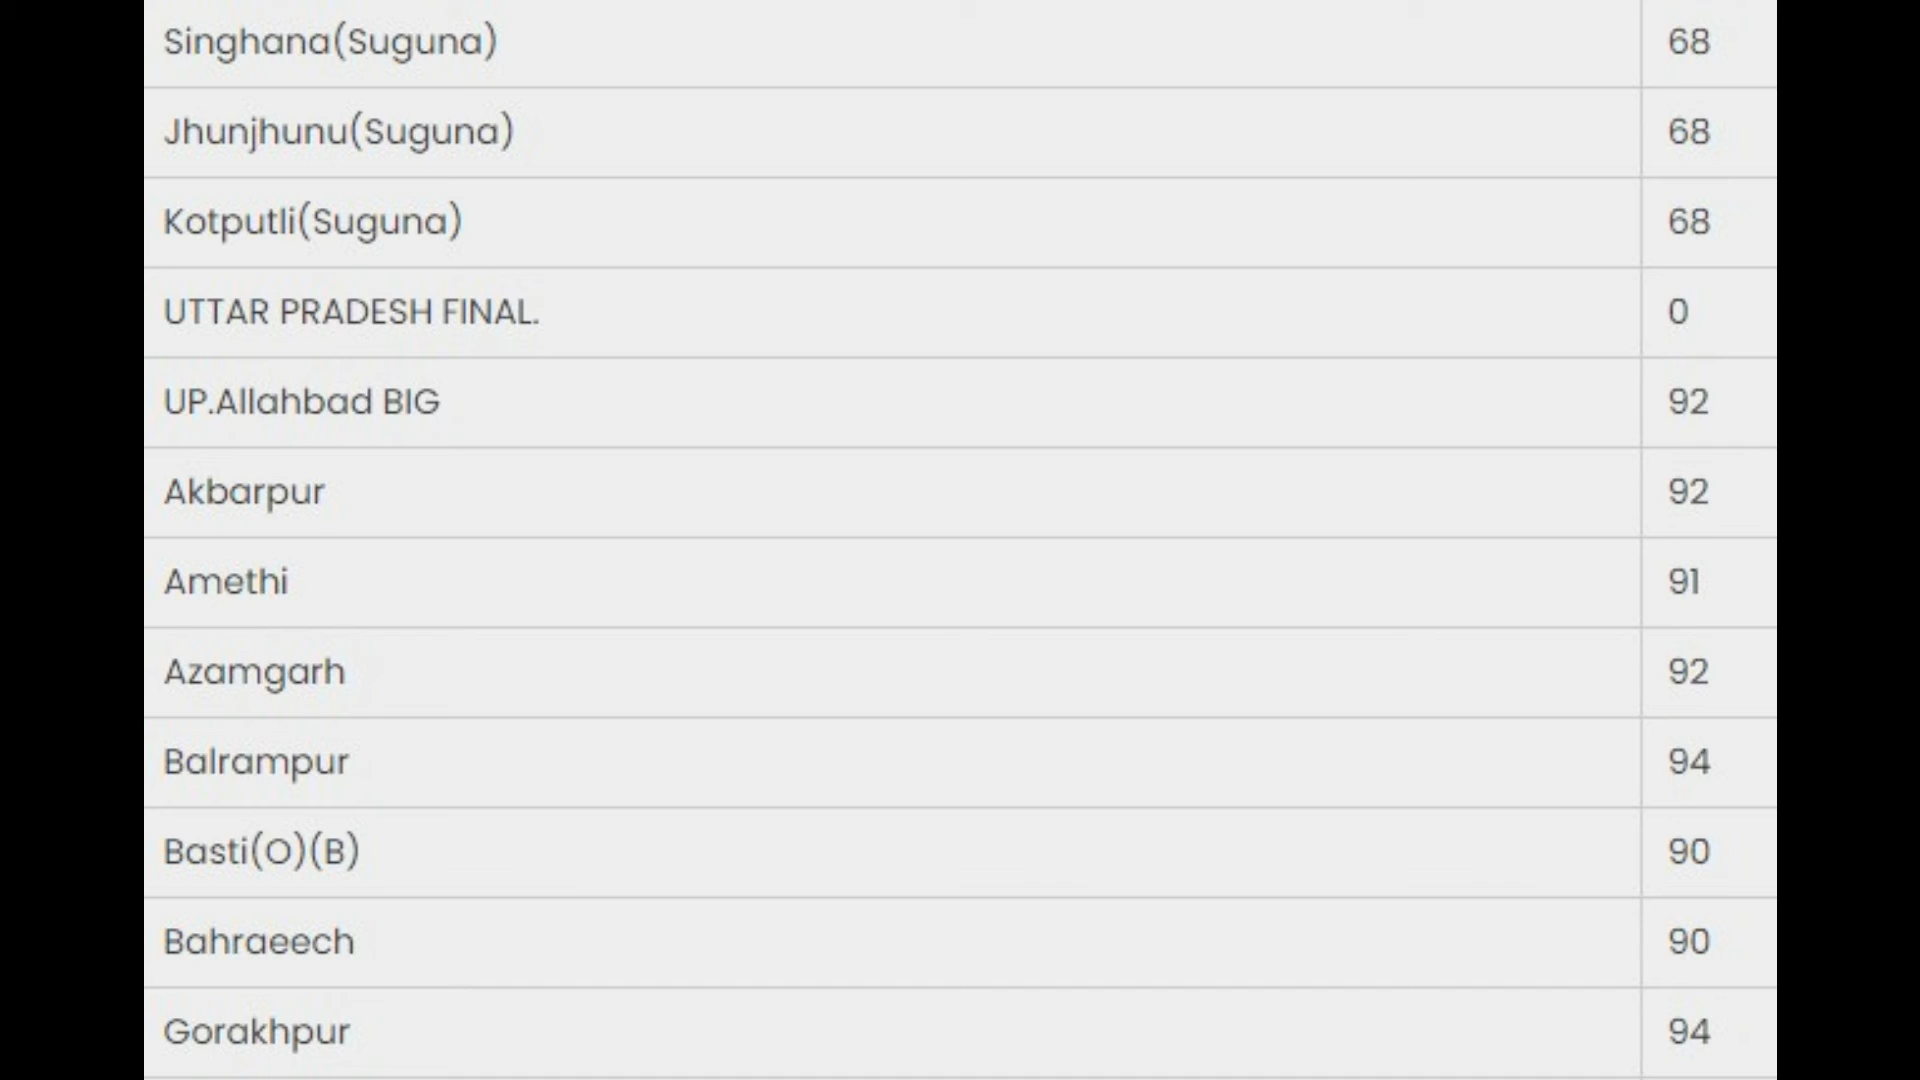 Singhana(Suguna) 68
Jhunjhunu(Suguna) 68
Kotputli(Suguna) 68
UTTAR PRADESH FINAL. 0
UP.Allahbad BIG 92
Akbarpur 92
Amethi 91
Azamgarh 92
Balrampur 94
Basti(O)(B) 90
Bahraeech 90
Gorakhpur 94